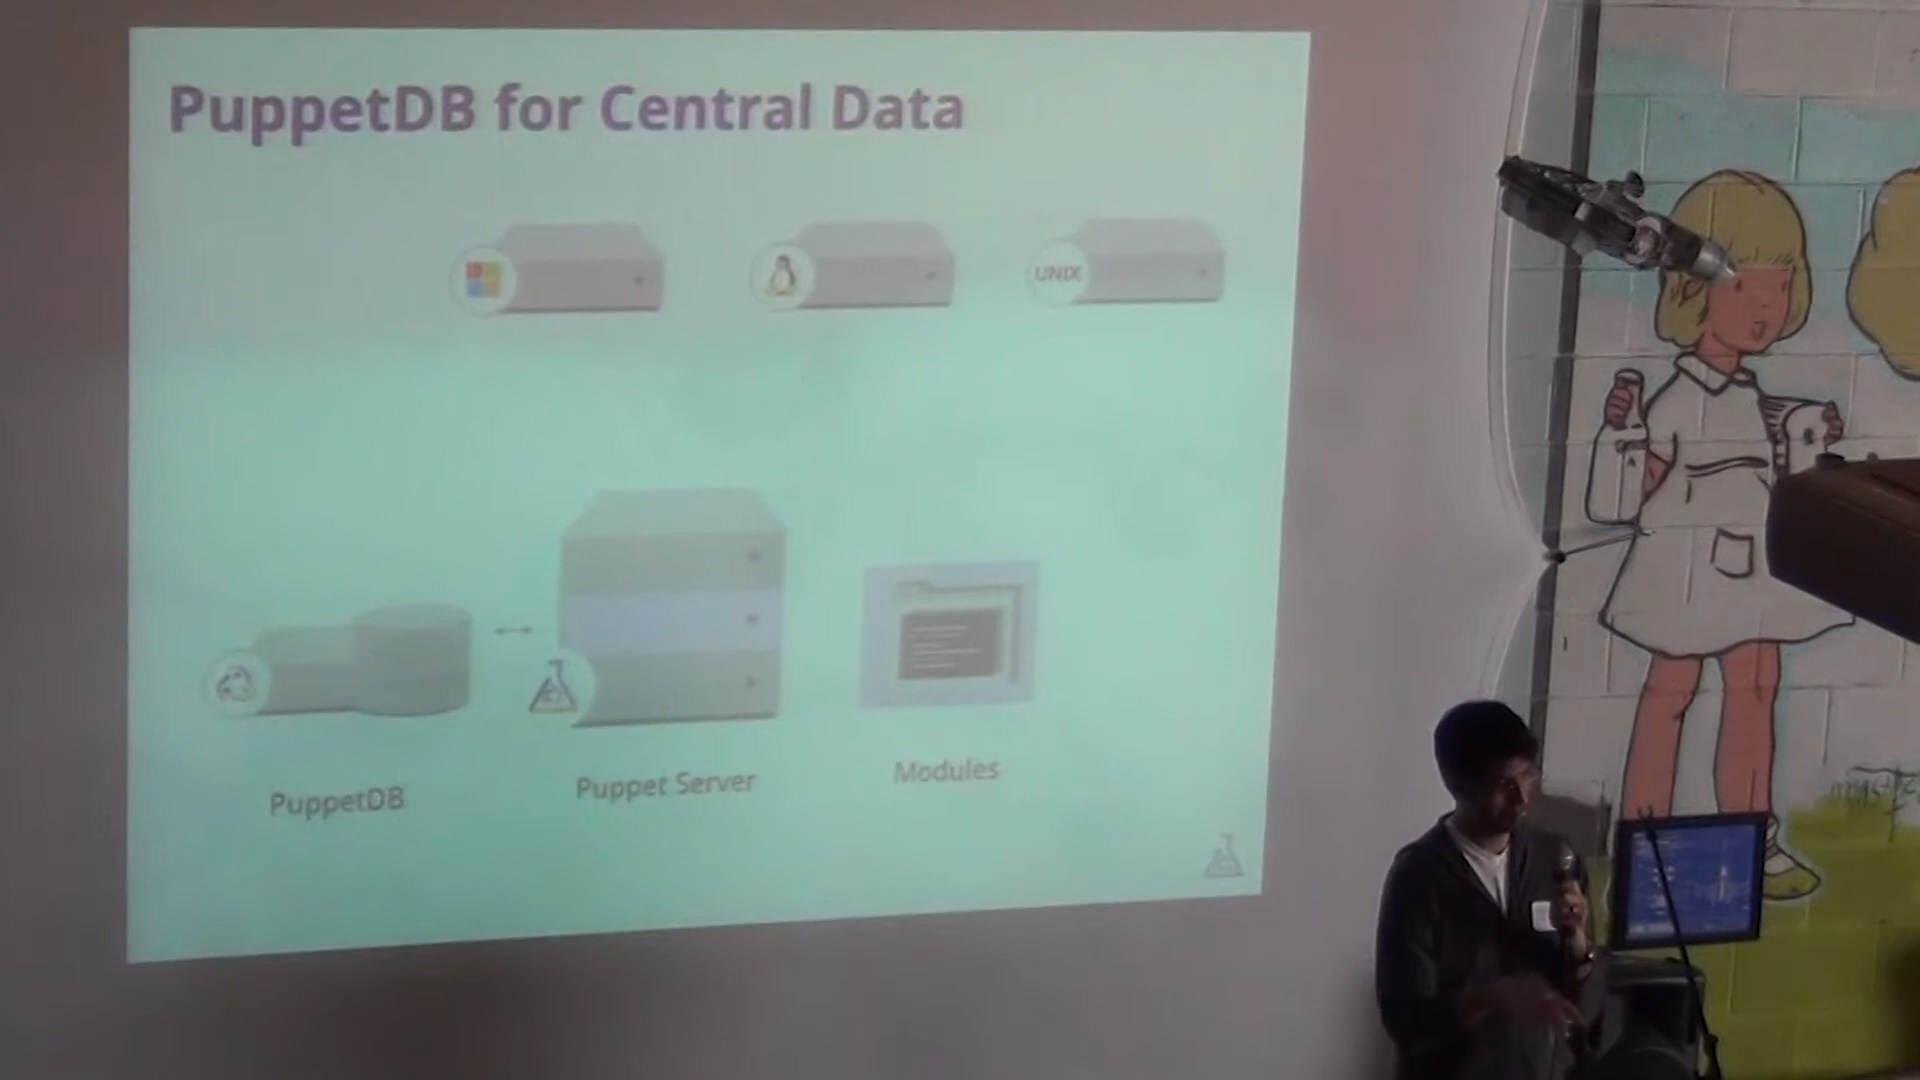 PuppetDB for Central Data
UNIX
PuppetDB
Puppet Server
Modules